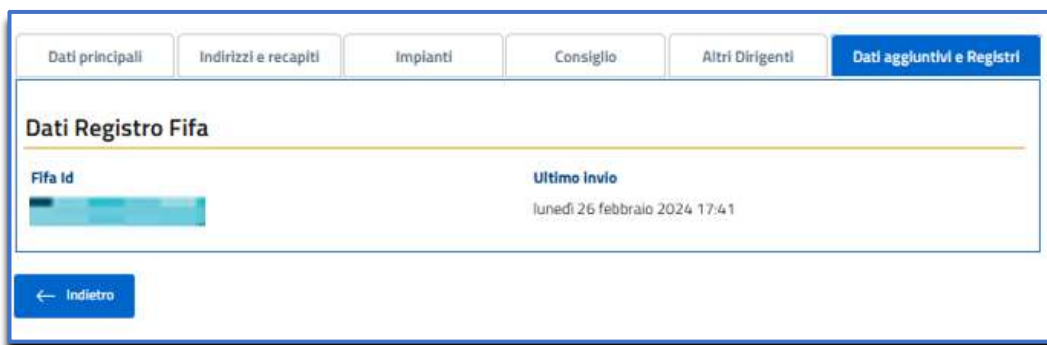 Dati principali
Indirizzi e recapiti
Impianti
Consiglio
Altri Dirigenti
Dati aggiuntivi e Registri
Dati Registro Fifa
Fifa Id
Ultimo invio
lunedì 26 febbraio 2024 17:41
← Indietro